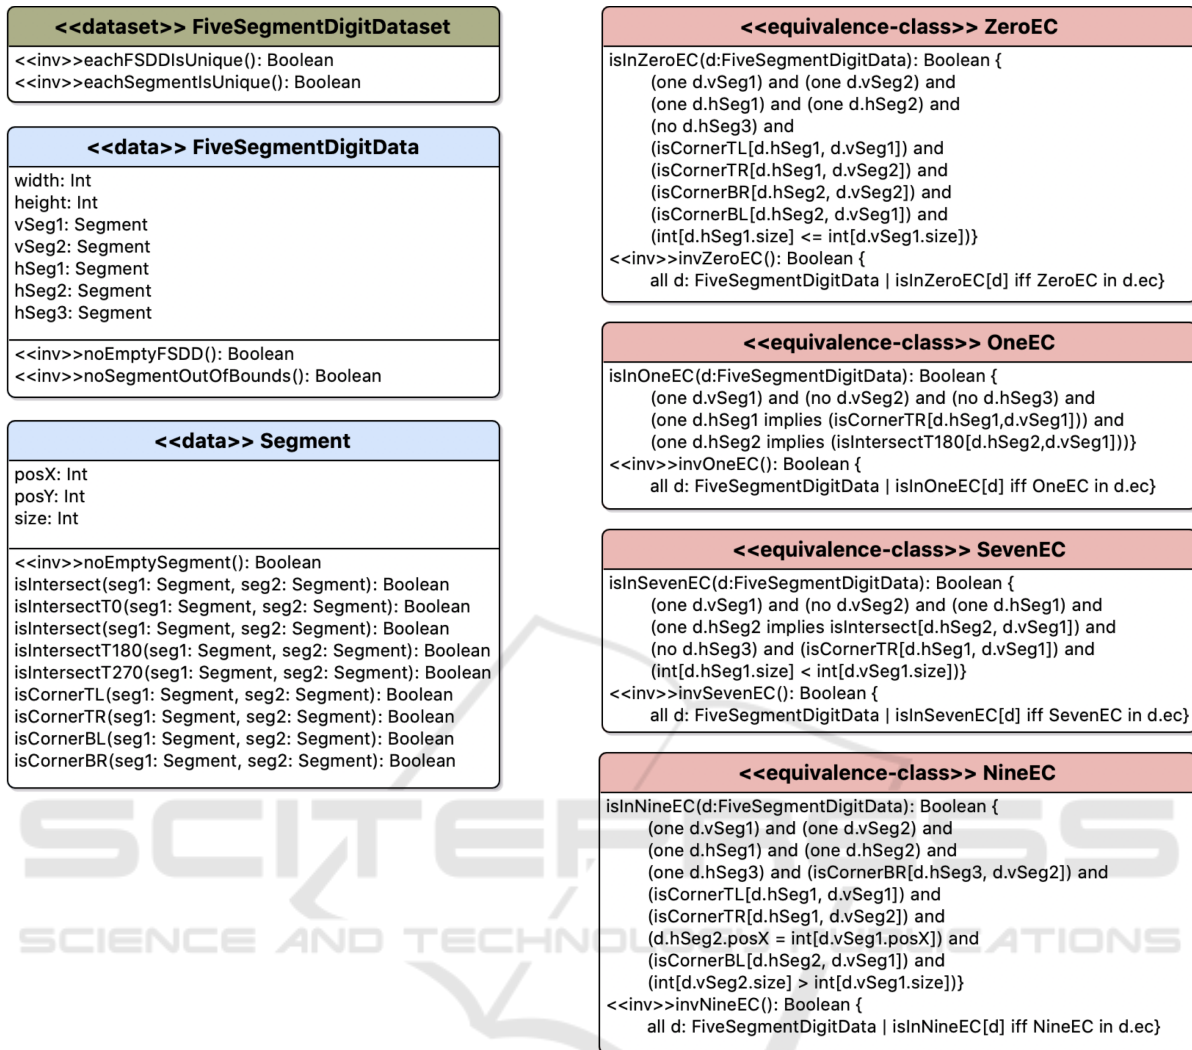 <<dataset>> FiveSegmentDigitDataset
<<inv>>eachFSDDIsUnique(): Boolean
<<inv>>eachSegmentIsUnique(): Boolean
<<data>> FiveSegmentDigitData
width: Int
height: Int
vSeg1: Segment
vSeg2: Segment
hSeg1: Segment
hSeg2: Segment
hSeg3: Segment
<<inv>>noEmptyFSDD(): Boolean
<<inv>>noSegmentOutOfBounds(): Boolean
<<data>> Segment
posX: Int
posY: Int
size: Int
<<inv>>noEmptySegment(): Boolean
isIntersect(seg1: Segment, seg2: Segment): Boolean
isIntersectT0(seg1: Segment, seg2: Segment): Boolean
isIntersect(seg1: Segment, seg2: Segment): Boolean
isIntersectT180(seg1: Segment, seg2: Segment): Boolean
isIntersectT270(seg1: Segment, seg2: Segment): Boolean
isCornerTL(seg1: Segment, seg2: Segment): Boolean
isCornerTR(seg1: Segment, seg2: Segment): Boolean
isCornerBL(seg1: Segment, seg2: Segment): Boolean
isCornerBR(seg1: Segment, seg2: Segment): Boolean
<<equivalence-class>> ZeroEC
isInZeroEC(d:FiveSegmentDigitData): Boolean {
(one d.vSeg1) and (one d.vSeg2) and
(one d.hSeg1) and (one d.hSeg2) and
(no d.hSeg3) and
(isCornerTL[d.hSeg1, d.vSeg1]) and
(isCornerTR[d.hSeg1, d.vSeg2]) and
(isCornerBR[d.hSeg2, d.vSeg2]) and
(isCornerBL[d.hSeg2, d.vSeg1]) and
(int[d.hSeg1.size] <= int[d.vSeg1.size])}
<<inv>>invZeroEC(): Boolean {
all d: FiveSegmentDigitData | isInZeroEC[d] iff ZeroEC in d.ec}
<<equivalence-class>> OneEC
isInOneEC(d:FiveSegmentDigitData): Boolean {
(one d.vSeg1) and (no d.vSeg2) and (no d.hSeg3) and
(one d.hSeg1 implies (isCornerTR[d.hSeg1,d.vSeg1])) and
(one d.hSeg2 implies (isIntersectT180[d.hSeg2,d.vSeg1]))}
<<inv>>invOneEC(): Boolean {
all d: FiveSegmentDigitData | isInOneEC[d] iff OneEC in d.ec}
<<equivalence-class>> SevenEC
isInSevenEC(d:FiveSegmentDigitData): Boolean {
(one d.vSeg1) and (no d.vSeg2) and (one d.hSeg1) and
(one d.hSeg2 implies isIntersect[d.hSeg2, d.vSeg1]) and
(no d.hSeg3) and (isCornerTR[d.hSeg1, d.vSeg1]) and
(int[d.hSeg1.size] < int[d.vSeg1.size])}
<<inv>>invSevenEC(): Boolean {
all d: FiveSegmentDigitData | isInSevenEC[d] iff SevenEC in d.ec}
<<equivalence-class>> NineEC
isInNineEC(d:FiveSegmentDigitData): Boolean {
(one d.vSeg1) and (one d.vSeg2) and
(one d.hSeg1) and (one d.hSeg2) and
(one d.hSeg3) and (isCornerBR[d.hSeg3, d.vSeg2]) and
(isCornerTL[d.hSeg1, d.vSeg1]) and
(isCornerTR[d.hSeg1, d.vSeg2]) and
(d.hSeg2.posX = int[d.vSeg1.posX]) and
(isCornerBL[d.hSeg2, d.vSeg1]) and
(int[d.vSeg2.size] > int[d.vSeg1.size])}
<<inv>>invNineEC(): Boolean {
all d: FiveSegmentDigitData | isInNineEC[d] iff NineEC in d.ec}
SCITEPRESS
SCIENCE AND TECHNOLOGY PUBLICATIONS